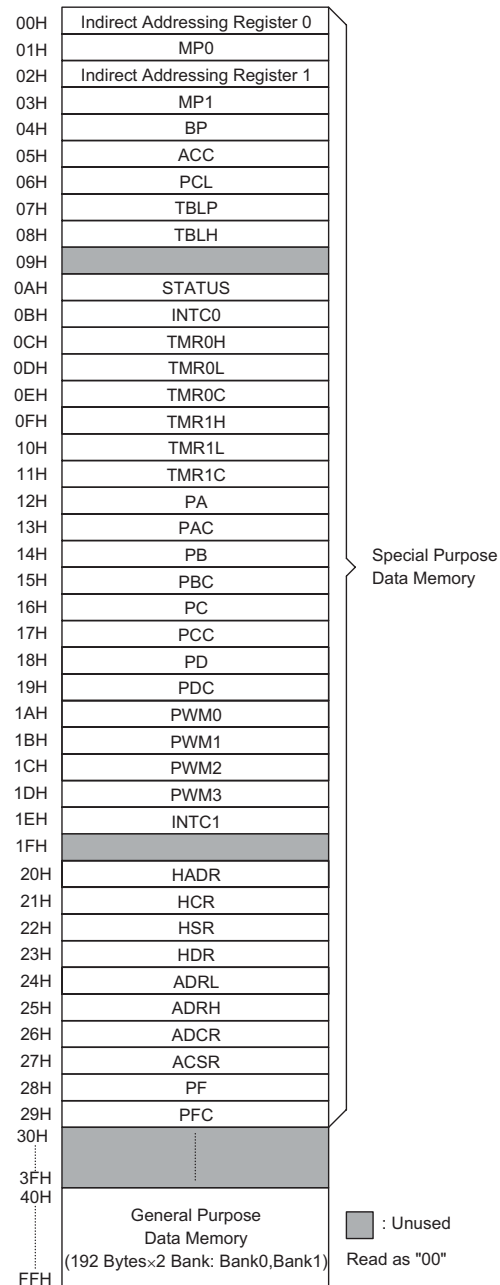 00H Indirect Addressing Register 0
01H MP0
02H Indirect Addressing Register 1
03H MP1
04H BP
05H ACC
06H PCL
07H TBLP
08H TBLH
09H
0AH STATUS
0BH INTC0
0CH TMR0H
0DH TMR0L
0EH TMR0C
0FH TMR1H
10H TMR1L
11H TMR1C
12H PA
13H PAC
14H PB
15H PBC
16H PC
17H PCC
18H PD
19H PDC
1AH PWM0
1BH PWM1
1CH PWM2
1DH PWM3
1EH INTC1
1FH
20H HADR
21H HCR
22H HSR
23H HDR
24H ADRL
25H ADRH
26H ADCR
27H ACSR
28H PF
29H PFC
30H
3FH
40H
General Purpose
Data Memory
(192 Bytes×2 Bank: Bank0,Bank1)
FFH
Special Purpose
Data Memory
: Unused
Read as "00"